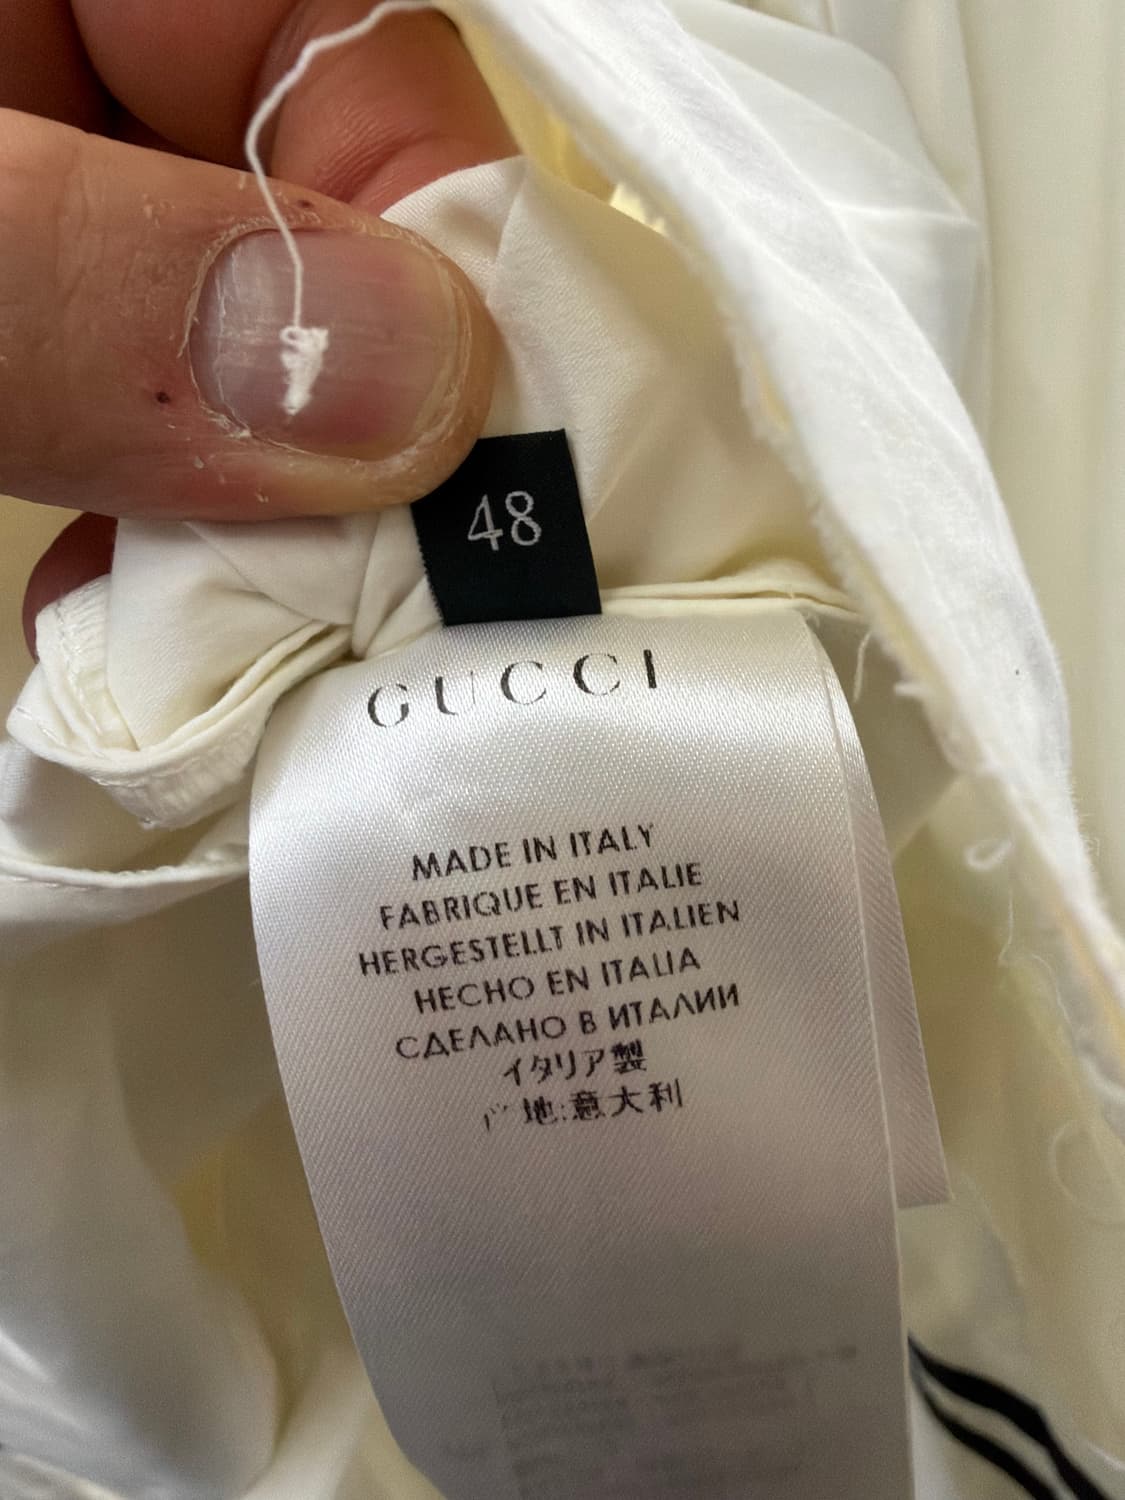 48
GUCCI
MADE IN ITALY
FABRIQUE EN ITALIE
HERGESTELLT IN ITALIEN
HECHO EN ITALIA
СДЕЛАНО В ИТАЛИИ
イタリア製
地:意大利